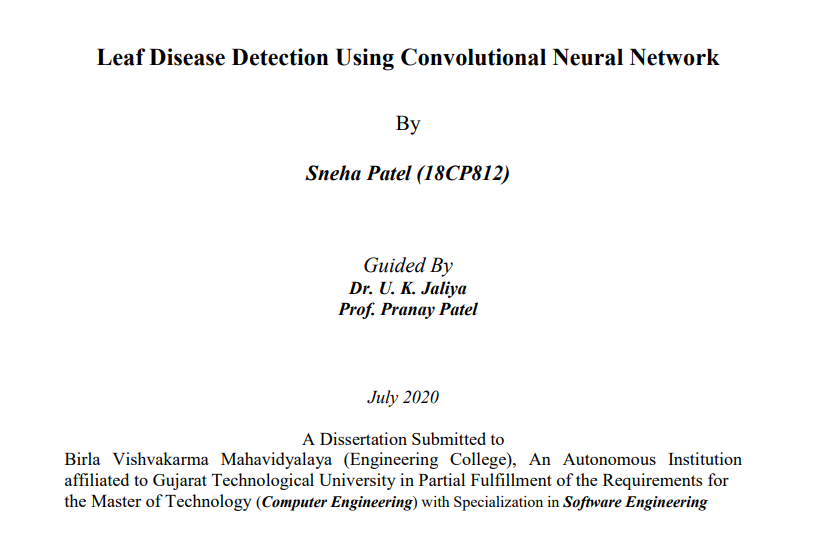 Leaf Disease Detection Using Convolutional Neural Network
By
Sneha Patel (18CP812)
Guided By
Dr. U. K. Jaliya
Prof. Pranay Patel
July 2020
A Dissertation Submitted to
Birla Vishvakarma Mahavidyalaya (Engineering College), An Autonomous Institution
affiliated to Gujarat Technological University in Partial Fulfillment of the Requirements for
the Master of Technology (Computer Engineering) with Specialization in Software Engineering